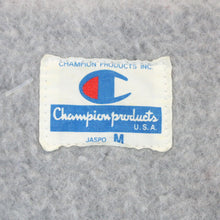 CHAMPION PRODUCTS INC.
Champion products
U.S.A.
JASPO M